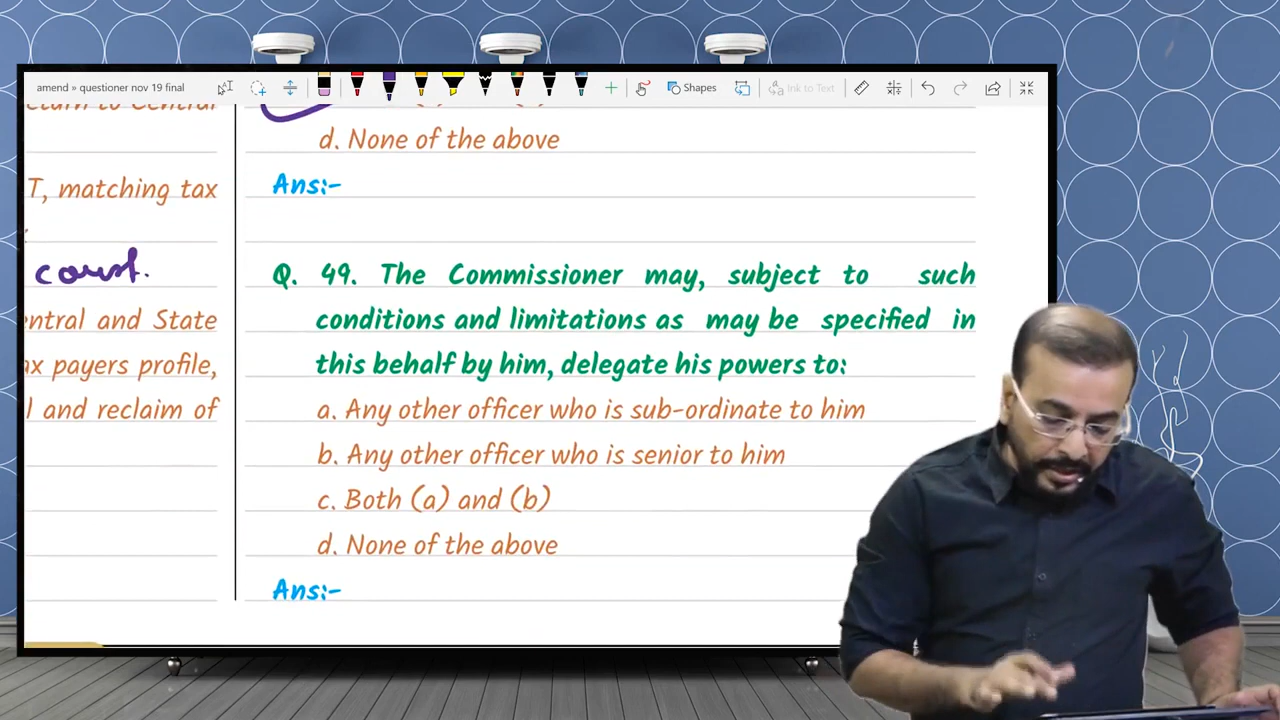 amend » questioner nov 19 final
Shapes
Ink to Text
to Central
d. None of the above
T, matching tax
Ans:-
Q. 49. The Commissioner may, subject to such
conditions and limitations as may be specified in
this behalf by him, delegate his powers to:
and State
payers profile,
and reclaim of
a. Any other officer who is sub-ordinate to him
b. Any other officer who is senior to him
c. Both (a) and (b)
d. None of the above
Ans:-